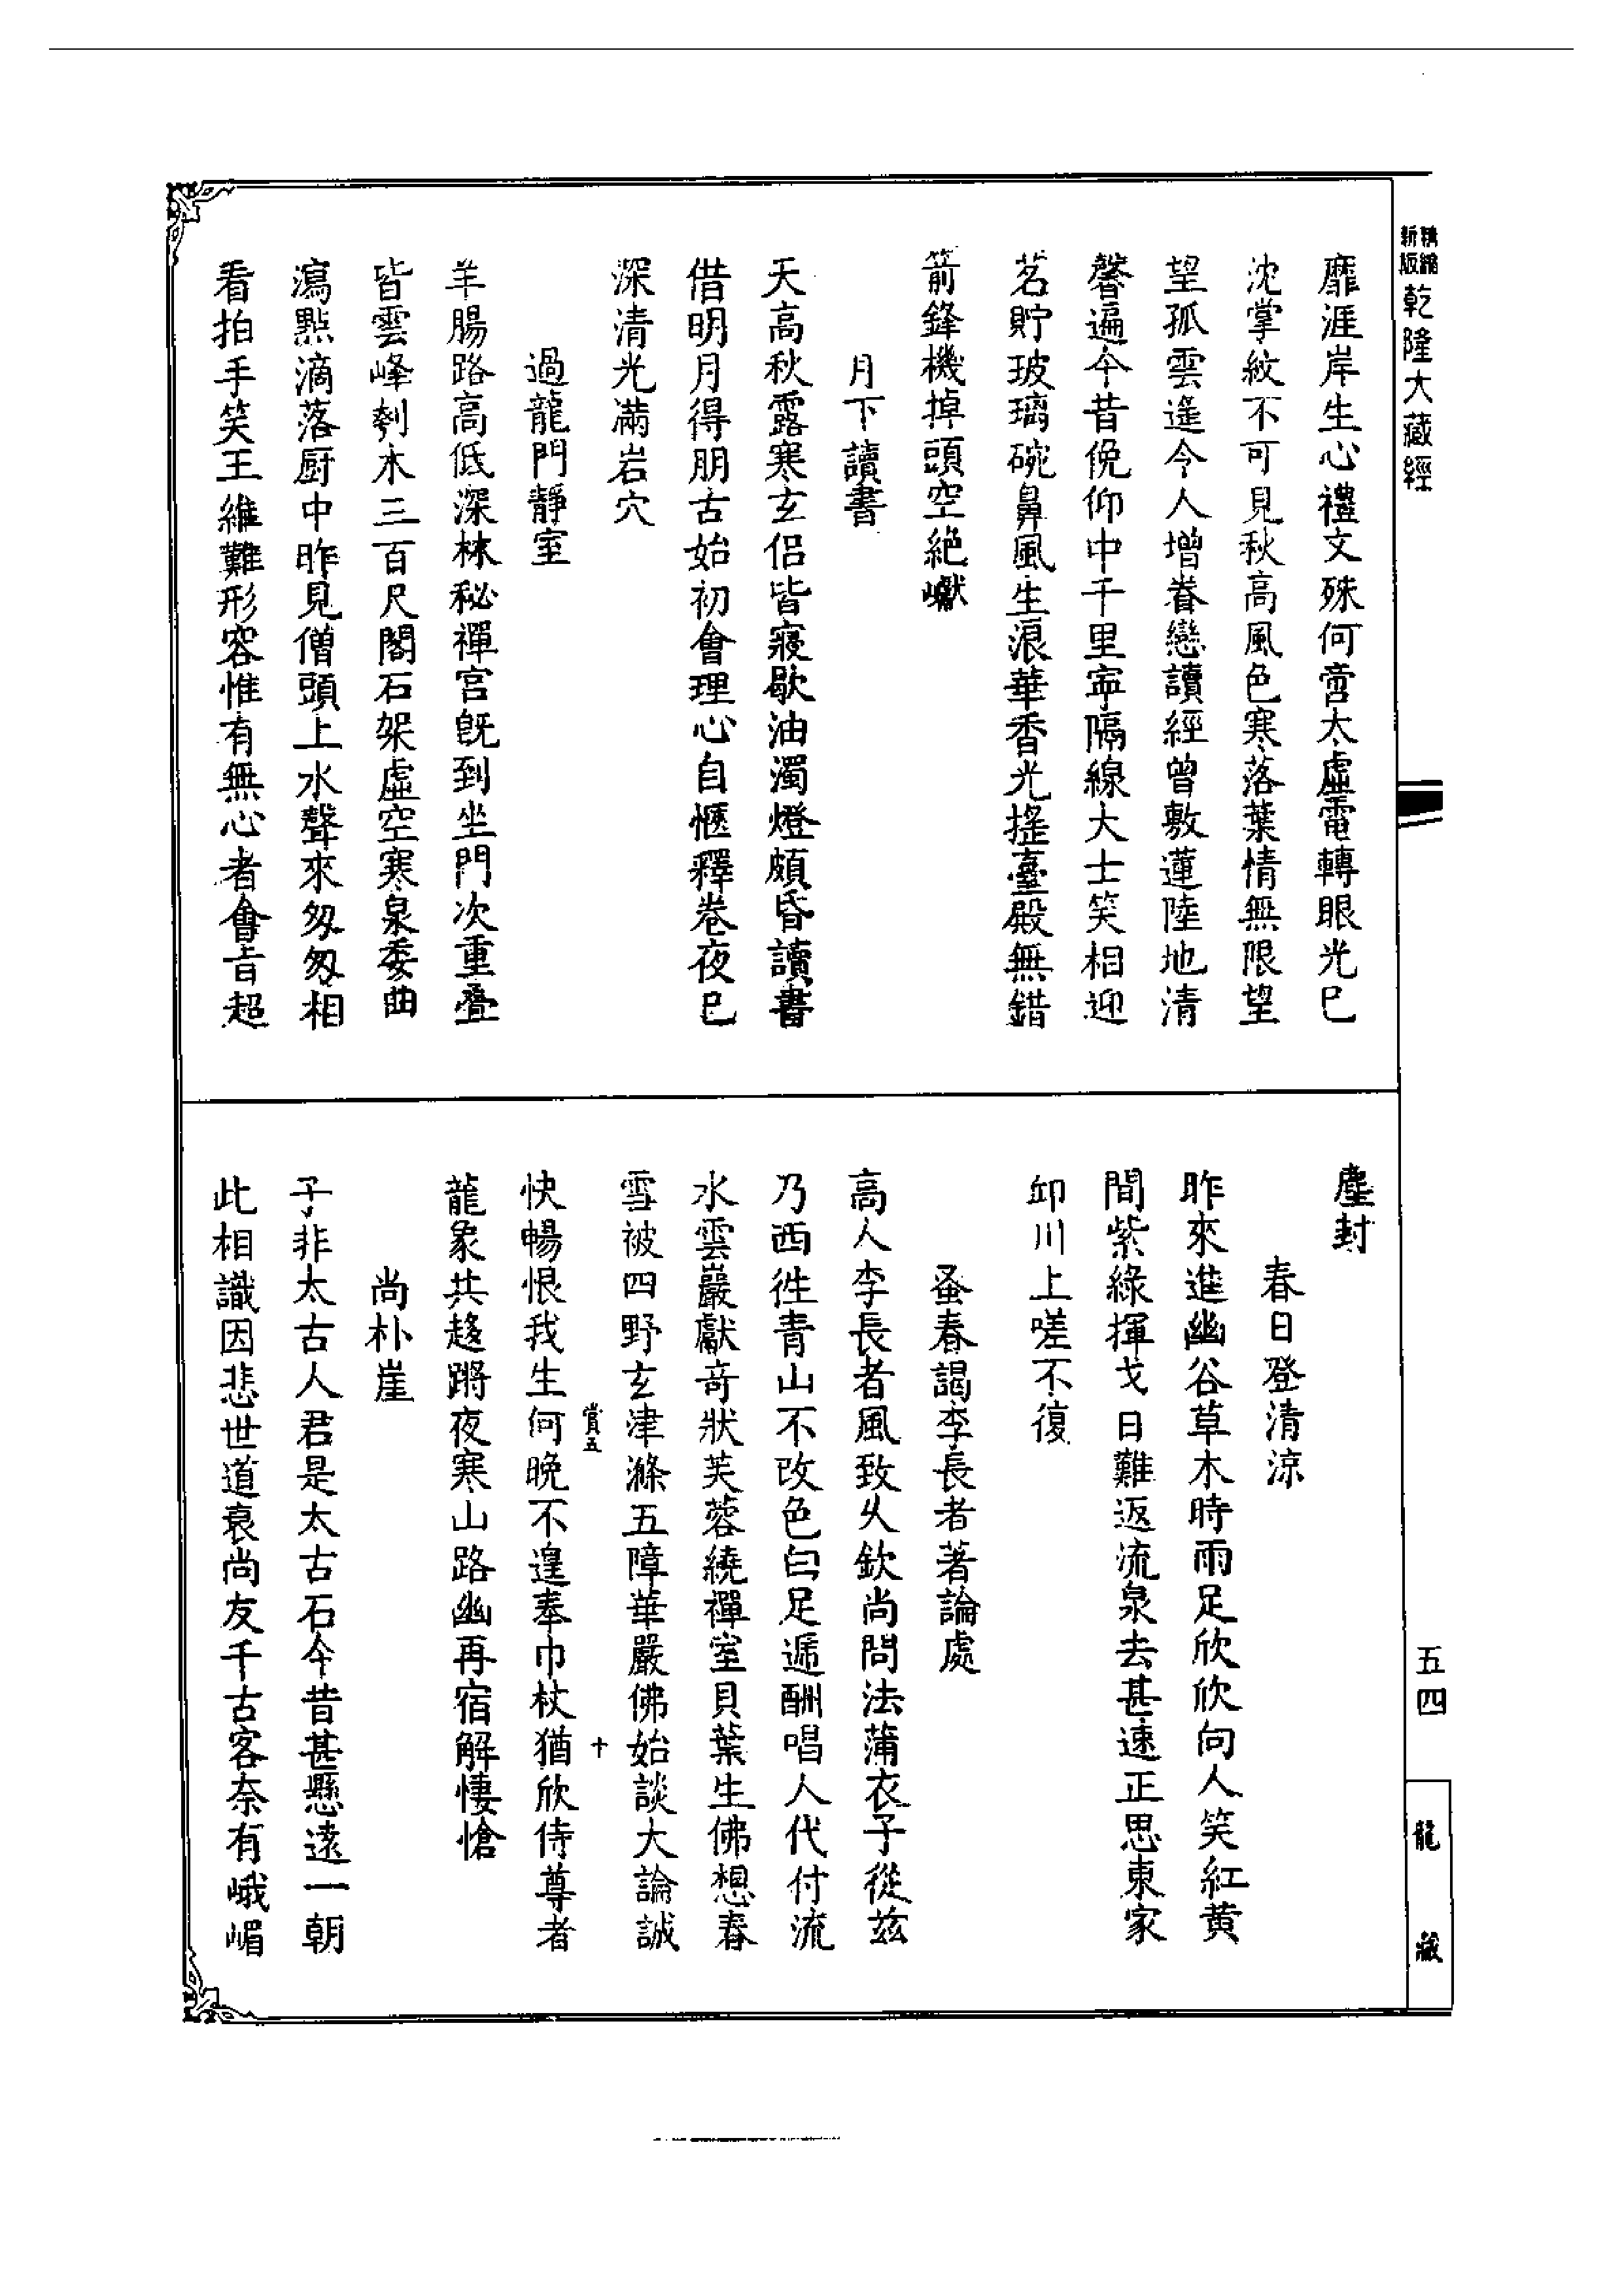 精縮新版乾隆大藏經
靡涯岸生心禮文殊何啻太虛電轉眼光已
沈掌紋不可見秋高風色寒落葉情無限望
望孤雲遙令人增眷戀讀經曾敷蓮陸地清
馨遍今昔俛仰中千里寧隔線大士笑相迎
茗貯玻璃碗鼻風生浪華香光搖臺殿無錯
箭鋒機掉頭空絕巘
月下讀書
天高秋露寒玄侶皆寢歇油濁燈頗昏讀書
借明月得朋古始初會理心自愜釋卷夜已
深清光滿岩穴
過龍門靜室
羊腸路高低深林秘禪宮旣到坐門次重疊
皆雲峰刳木三百尺閣石架虛空寒泉委曲
瀉點滴落厨中昨見僧頭上水聲來匆匆相
看拍手笑王維難形容惟有無心者會旨超
塵封
春日登清涼
昨來進幽谷草木時雨足欣欣向人笑紅黄
間紫綠揮戈日難返流泉去甚速正思東家
邱川上嗟不復
蚤春謁李長者著論處
高人李長者風致久欽尚問法蒲衣子從茲
乃西徃青山不改色白足遞酬唱人代付流
水雲巖獻奇狀芙蓉繞禪室貝葉生佛想春
雪被四野玄津滌五障華嚴佛始談大論誠
賞五 十
快暢恨我生何晚不遑奉巾杖猶欣侍尊者
龍象共趍蹡夜寒山路幽再宿解悽愴
尚朴崖
子非太古人君是太古石今昔甚懸遠一朝
此相識因悲世道衰尚友千古客奈有峨嵋
五四
龍藏